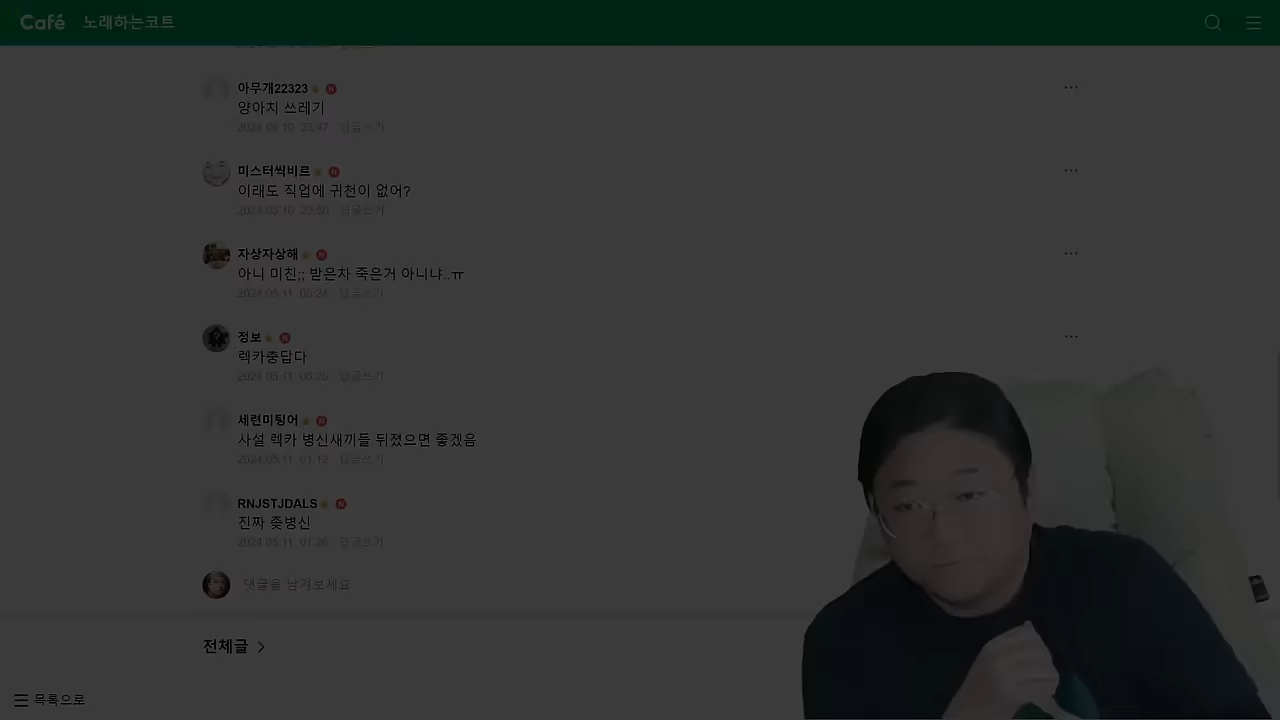 Café 노래하는코트
아무개22323
양아치 쓰레기
2024.05.10. 23:47 답글쓰기
미스터씩비르
이래도 직업에 귀천이 없어?
답글쓰기
자상자상해
아니 미친;; 받은차 죽은거 아니냐..ㅠ
2024.05.11. 00:24 답글쓰기
정보
렉카충답다
2024.05.11. 00:25 답글쓰기
세련미팅어
사설 렉카 병신새끼들 뒤졌으면 좋겠음
2024.05.11. 01:12 답글쓰기
RNJSTJDALS
진짜 좆병신
2024.05.11. 01:26 답글쓰기
댓글을 남겨보세요
전체글
목록으로